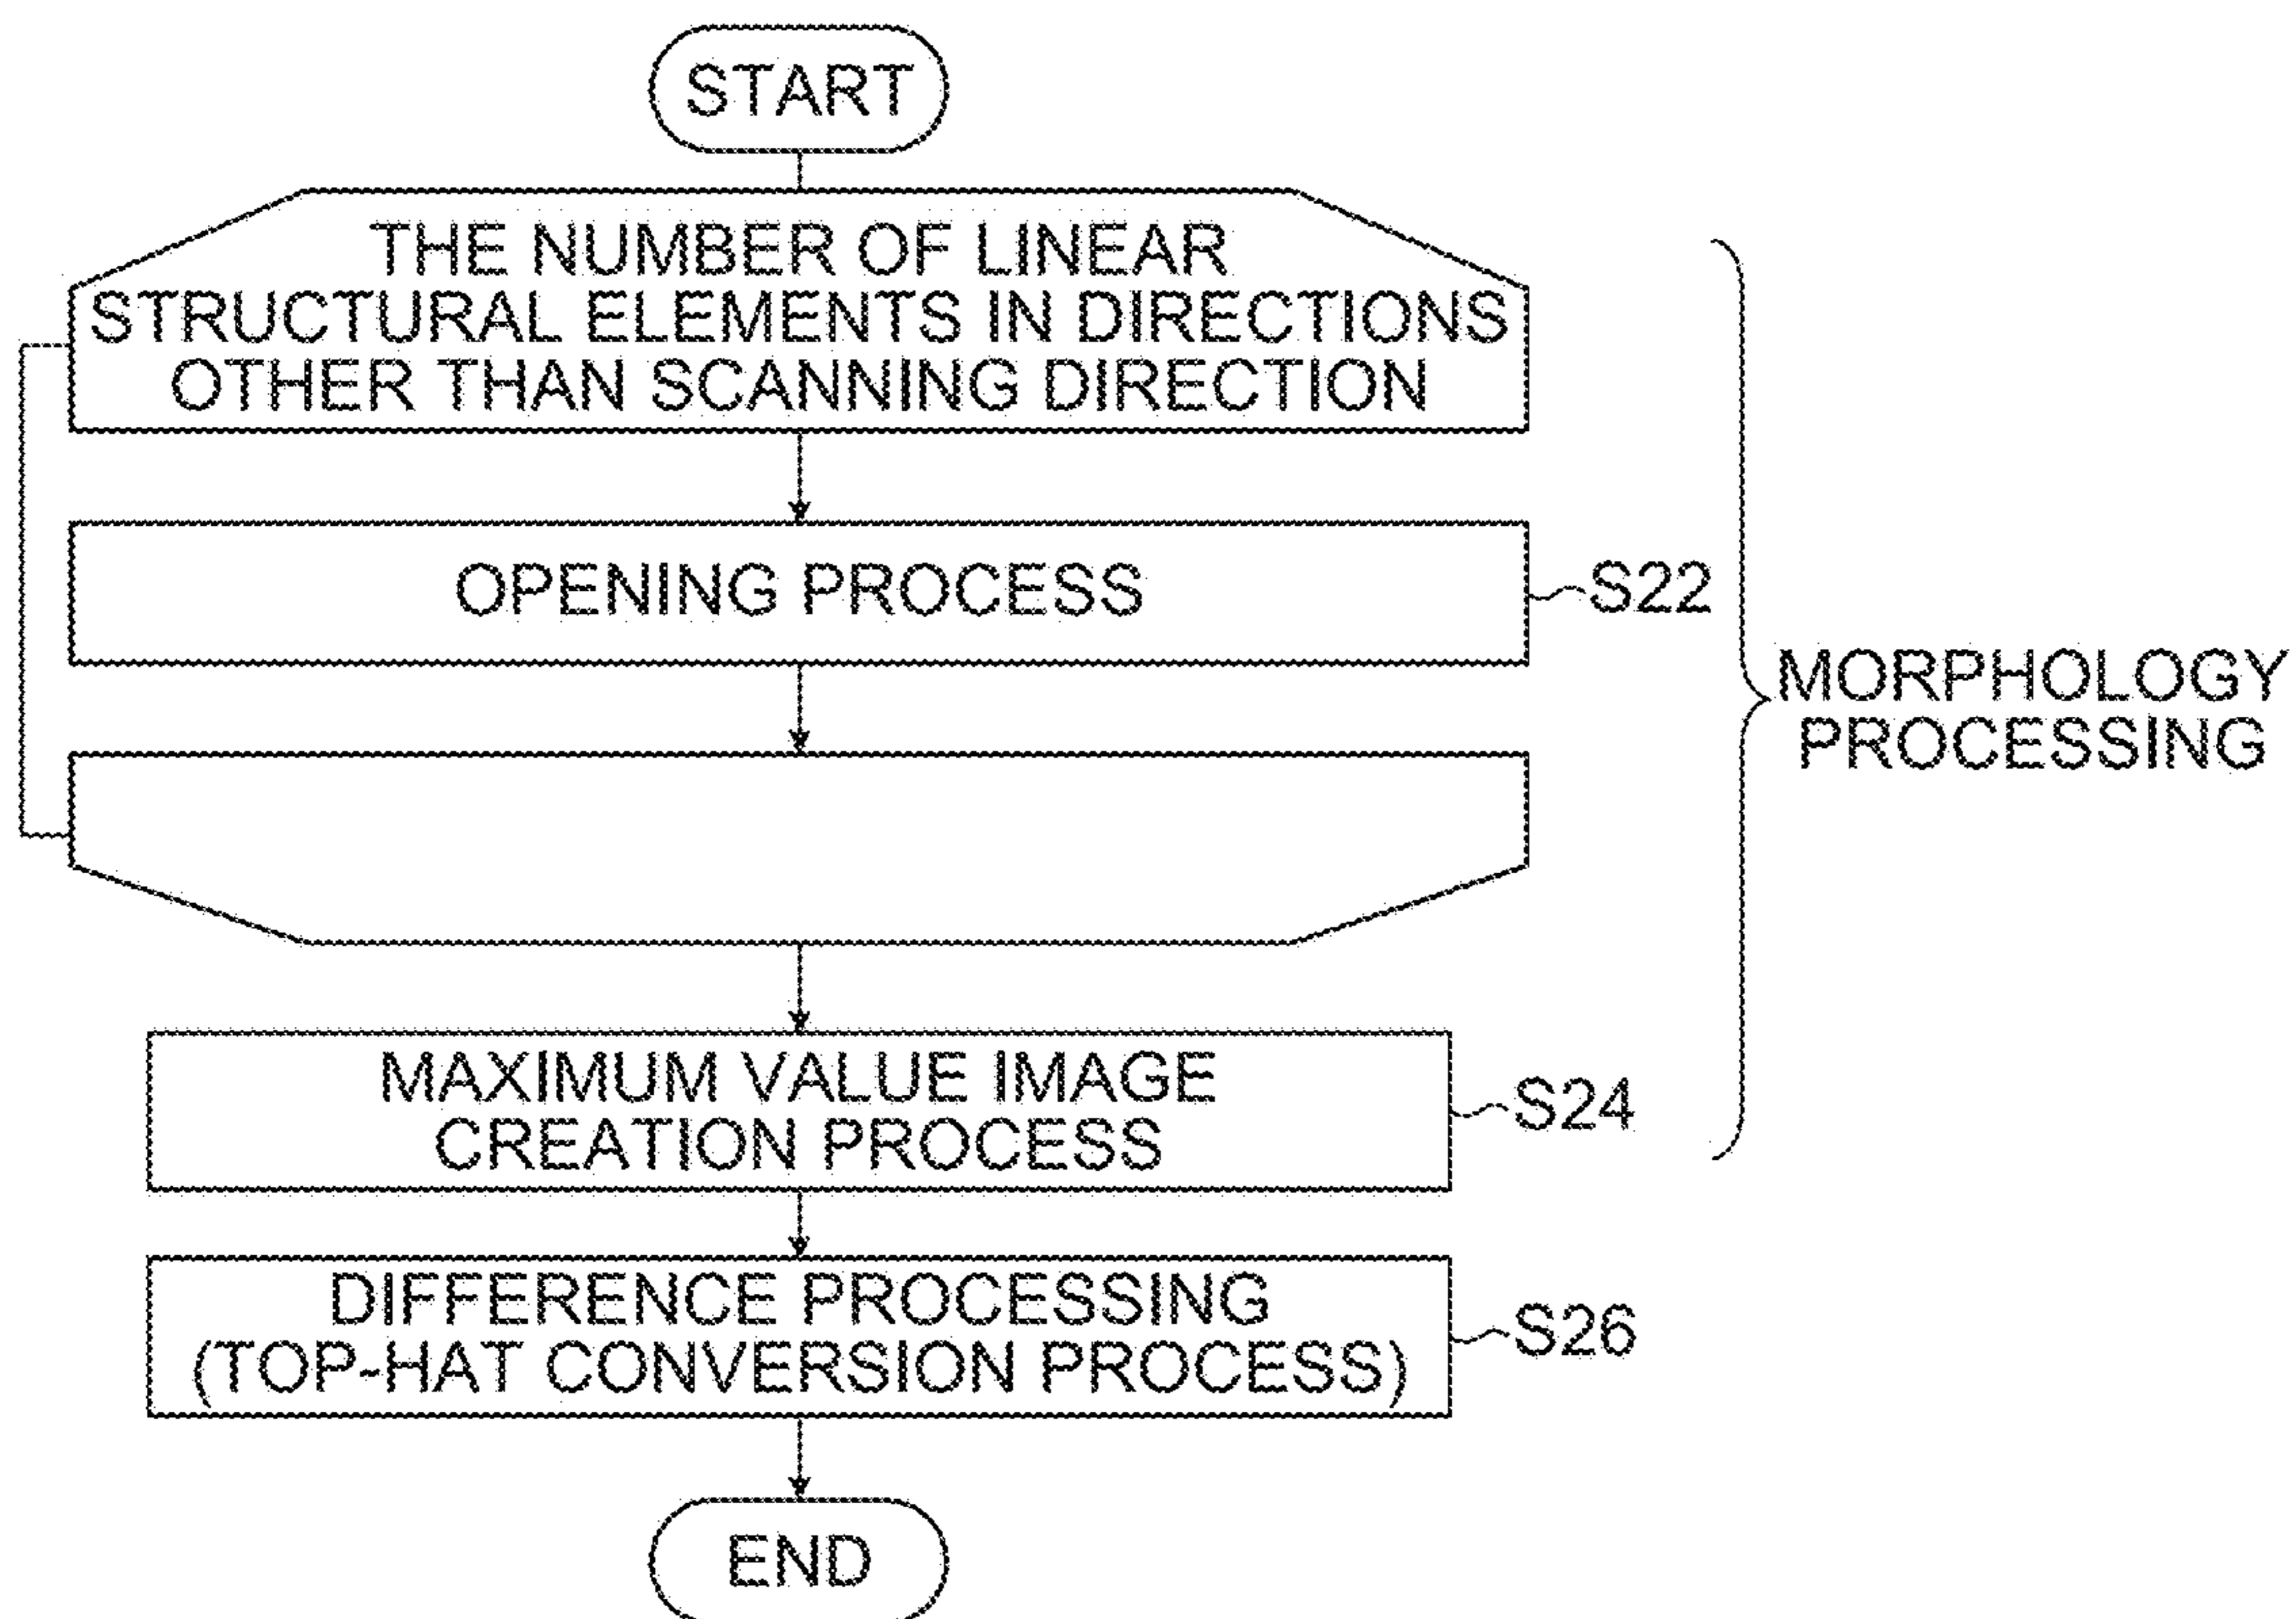 START
THE NUMBER OF LINEAR
STRUCTURAL ELEMENTS IN DIRECTIONS
OTHER THAN SCANNING DIRECTION
OPENING PROCESS
S22
MORPHOLOGY
PROCESSING
MAXIMUM VALUE IMAGE
CREATION PROCESS
S24
DIFFERENCE PROCESSING
(TOP-HAT CONVERSION PROCESS)
S26
END